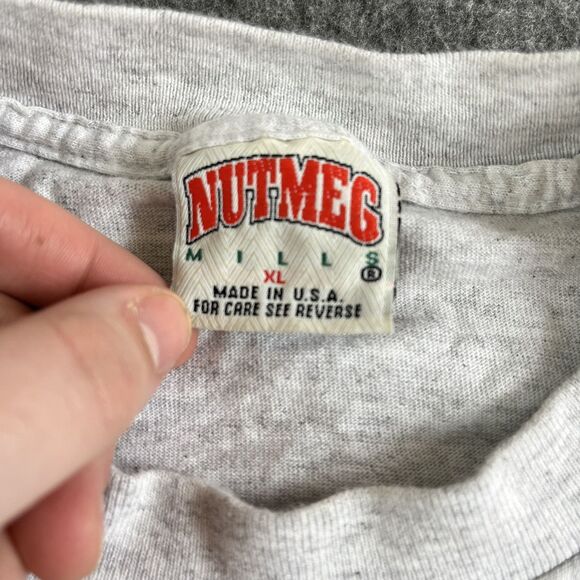 NUTMEG
MILLS
®
XL
MADE IN U.S.A.
FOR CARE SEE REVERSE